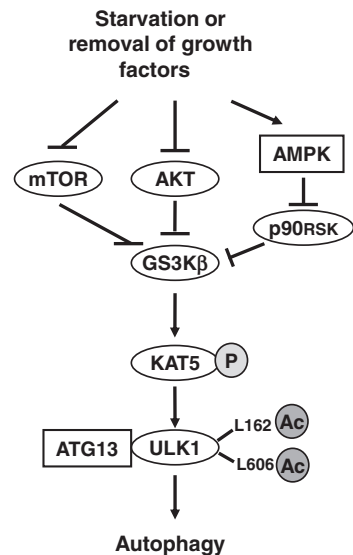 Starvation or
removal of growth
factors
AMPK
mTOR
AKT
p90RSK
GS3Kβ
KAT5
P
L162
Ac
ATG13
ULK1
L606
Ac
Autophagy